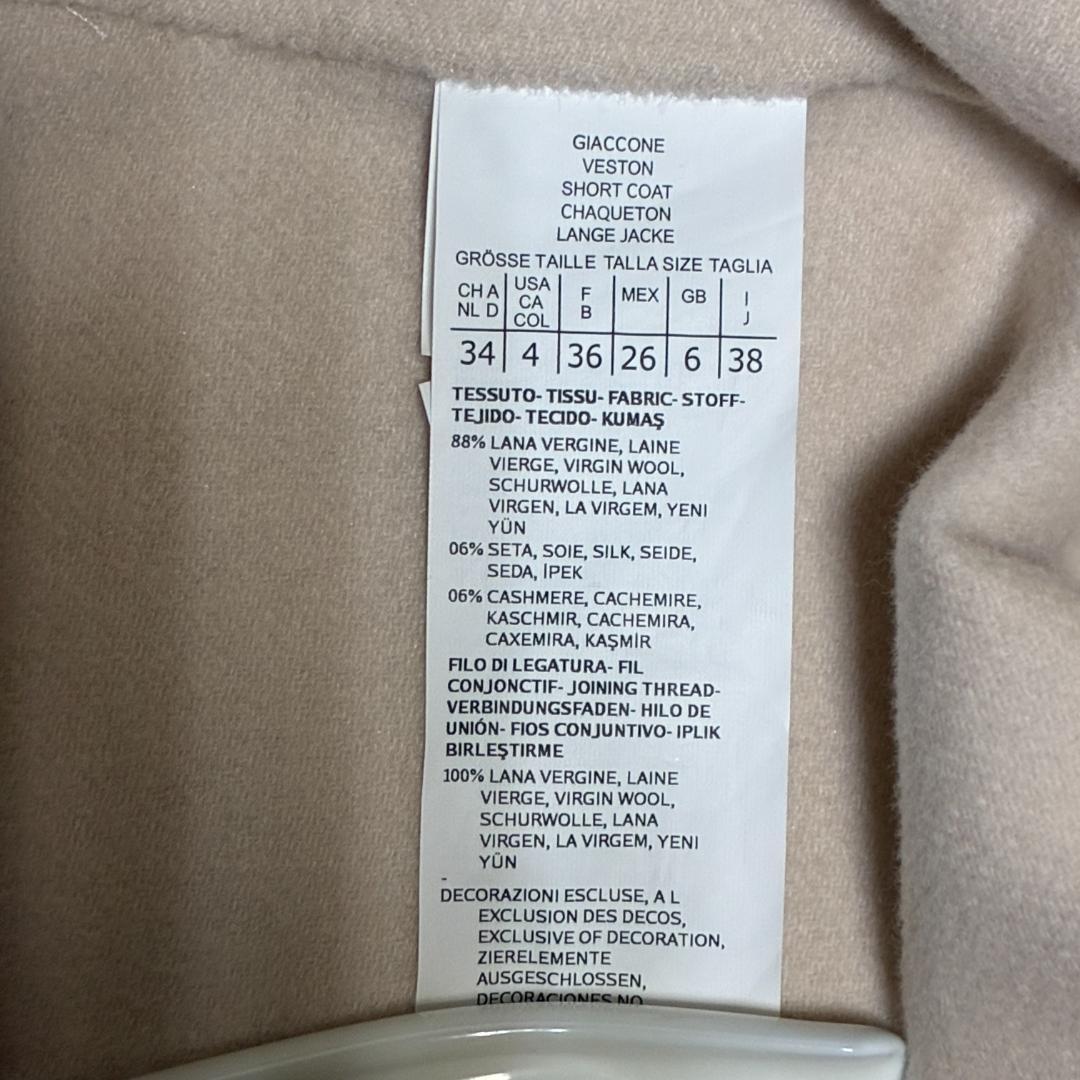 GIACCONE
VESTON
SHORT COAT
CHAQUETON
LANGE JACKE
GRÖSSE TAILLE TALLA SIZE TAGLIA
CH A NL D | USA CA COL | F B | MEX | GB | I J
34 | 4 | 36 | 26 | 6 | 38
TESSUTO- TISSU- FABRIC- STOFF-
TEJIDO- TECIDO- KUMAŞ
88% LANA VERGINE, LAINE
VIERGE, VIRGIN WOOL,
SCHURWOLLE, LANA
VIRGEN, LA VIRGEM, YENI
YÜN
06% SETA, SOIE, SILK, SEIDE,
SEDA, İPEK
06% CASHMERE, CACHEMIRE,
KASCHMIR, CACHEMIRA,
CAXEMIRA, KAŞMİR
FILO DI LEGATURA- FIL
CONJONCTIF- JOINING THREAD-
VERBINDUNGSFADEN- HILO DE
UNIÓN- FIOS CONJUNTIVO- IPLIK
BIRLEŞTIRME
100% LANA VERGINE, LAINE
VIERGE, VIRGIN WOOL,
SCHURWOLLE, LANA
VIRGEN, LA VIRGEM, YENI
YÜN
-
DECORAZIONI ESCLUSE, A L
EXCLUSION DES DECOS,
EXCLUSIVE OF DECORATION,
ZIERELEMENTE
AUSGESCHLOSSEN,
DECORACIONES NO